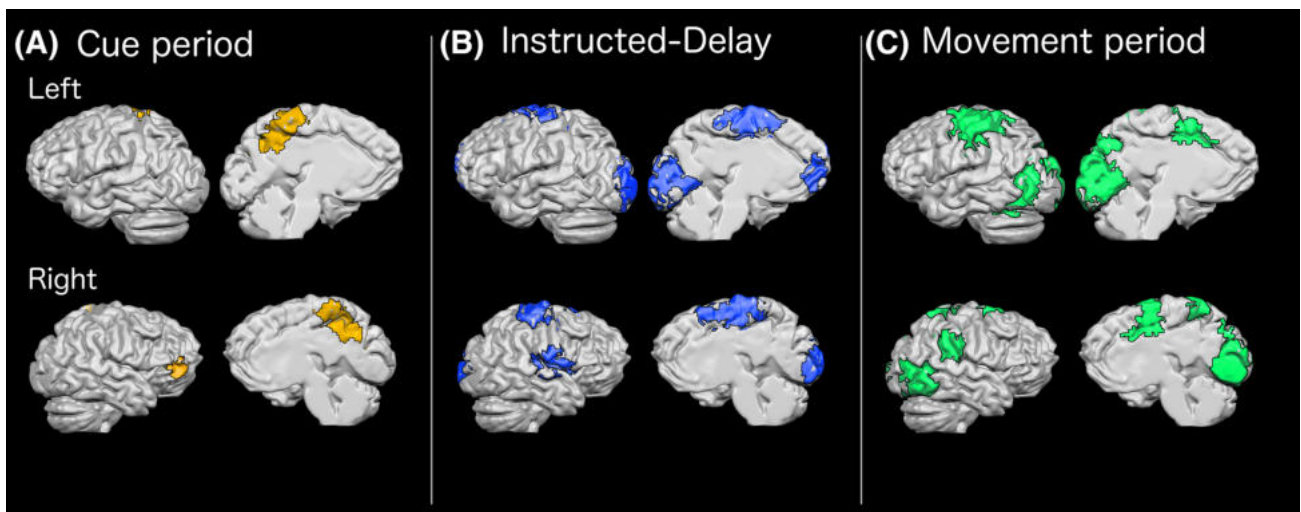 (A) Cue period
(B) Instructed-Delay
(C) Movement period
Left
Right